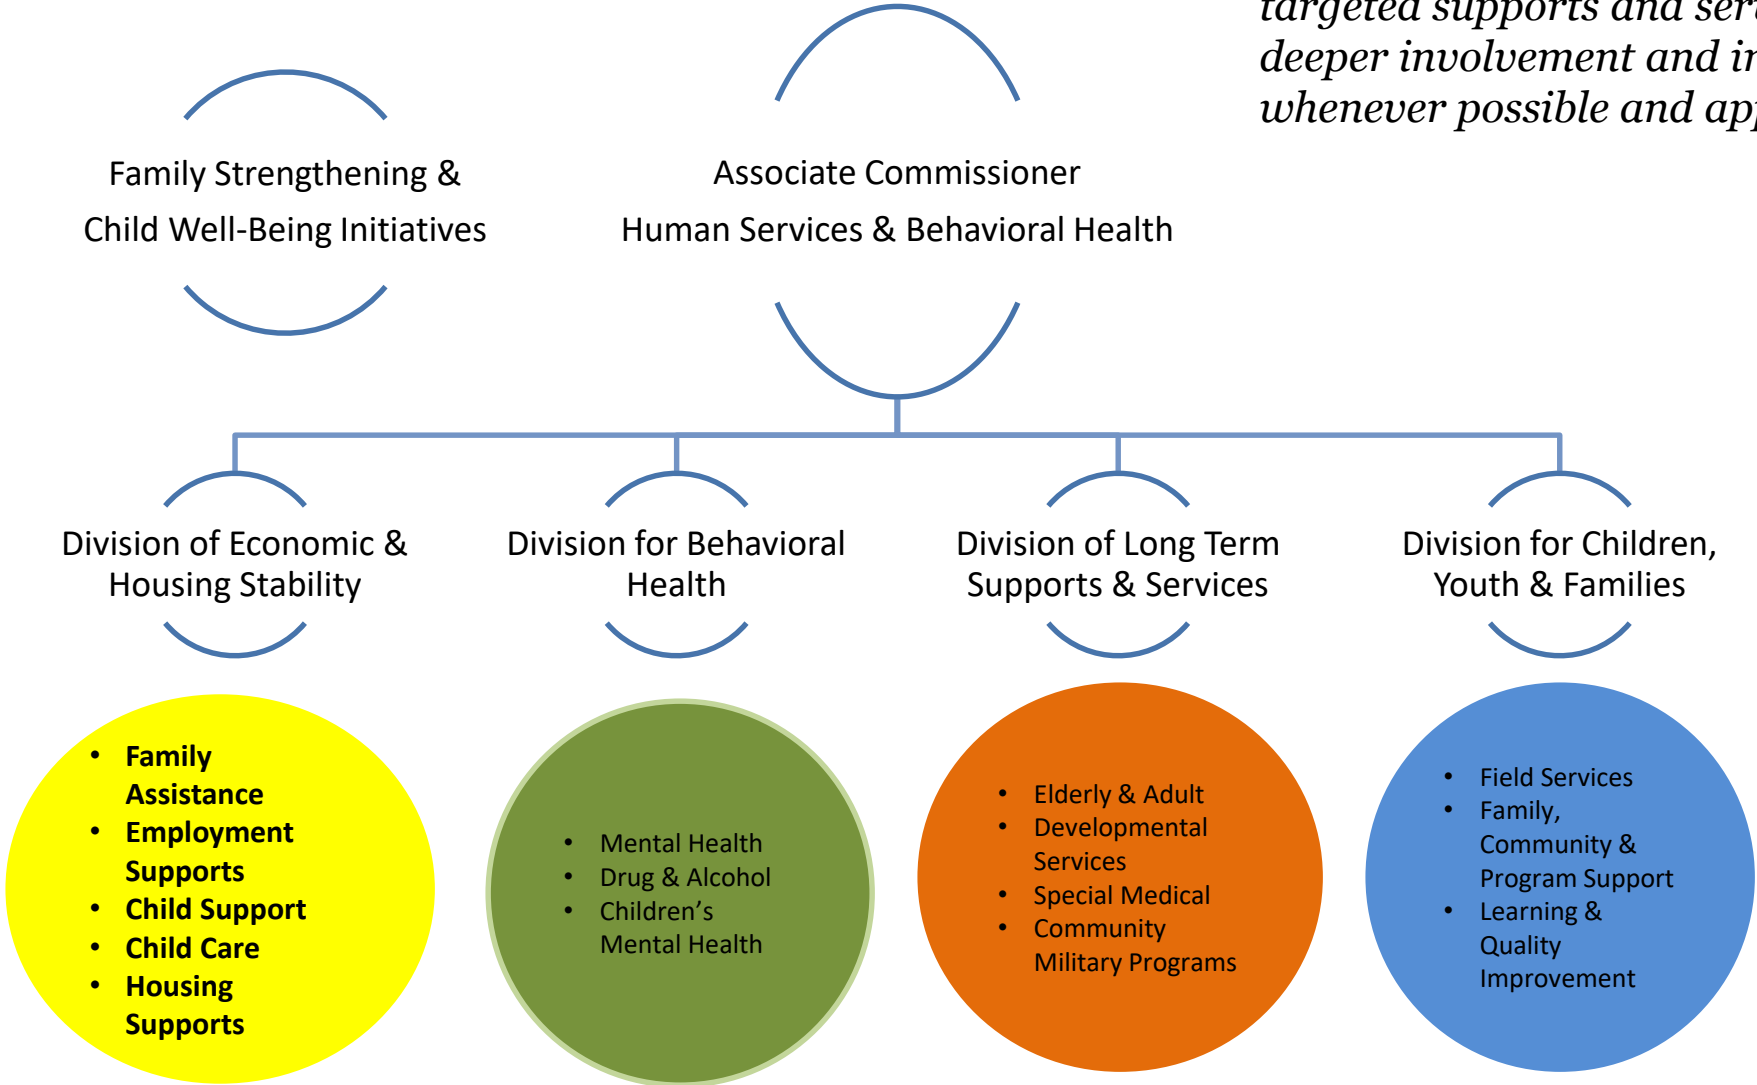 targeted supports and
deeper involvement and
whenever possible and
Family Strengthening &
Child Well-Being Initiatives
Associate Commissioner
Human Services & Behavioral Health
Division of Economic &
Housing Stability
Division for Behavioral
Health
Division of Long Term
Supports & Services
Division for Children,
Youth & Families
• Family
Assistance
• Employment
Supports
• Child Support
• Child Care
• Housing
Supports
• Mental Health
• Drug & Alcohol
• Children’s
Mental Health
• Elderly & Adult
• Developmental
Services
• Special Medical
• Community
Military Programs
• Field Services
• Family,
Community &
Program Support
• Learning &
Quality
Improvement